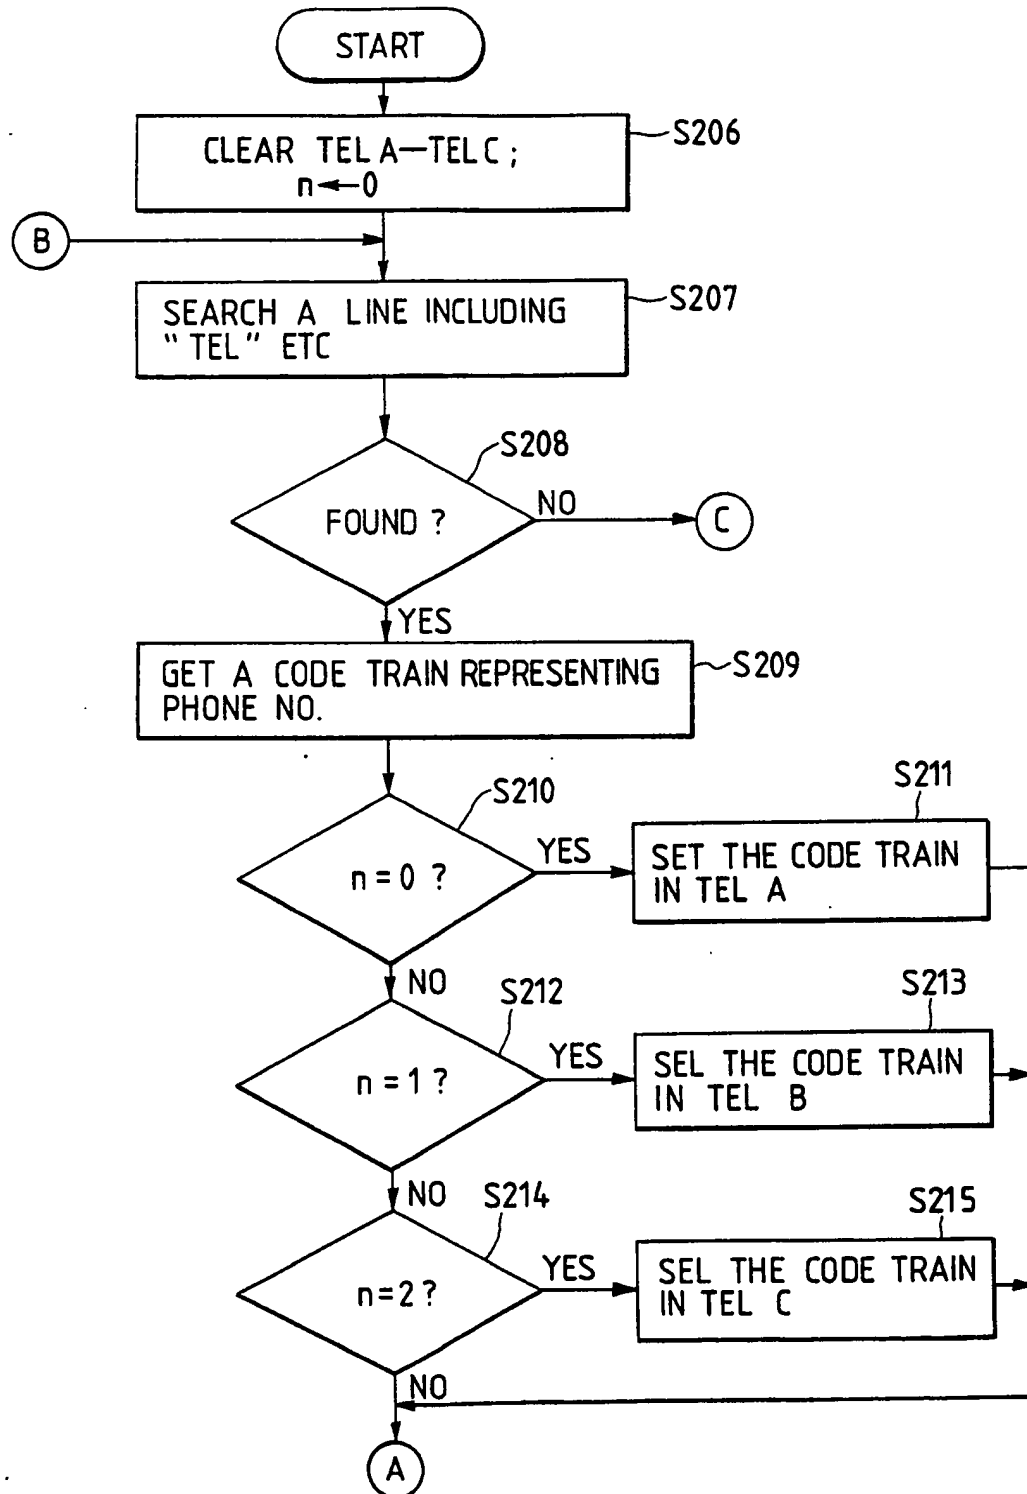 START
CLEAR TEL A—TEL C;
n←0
S206
B
SEARCH A LINE INCLUDING
"TEL" ETC
S207
S208
FOUND ?
NO
C
YES
GET A CODE TRAIN REPRESENTING
PHONE NO.
S209
S210
n=0 ?
YES
S211
SET THE CODE TRAIN
IN TEL A
NO
S212
n=1 ?
YES
S213
SEL THE CODE TRAIN
IN TEL B
NO
S214
n=2 ?
YES
S215
SEL THE CODE TRAIN
IN TEL C
NO
A